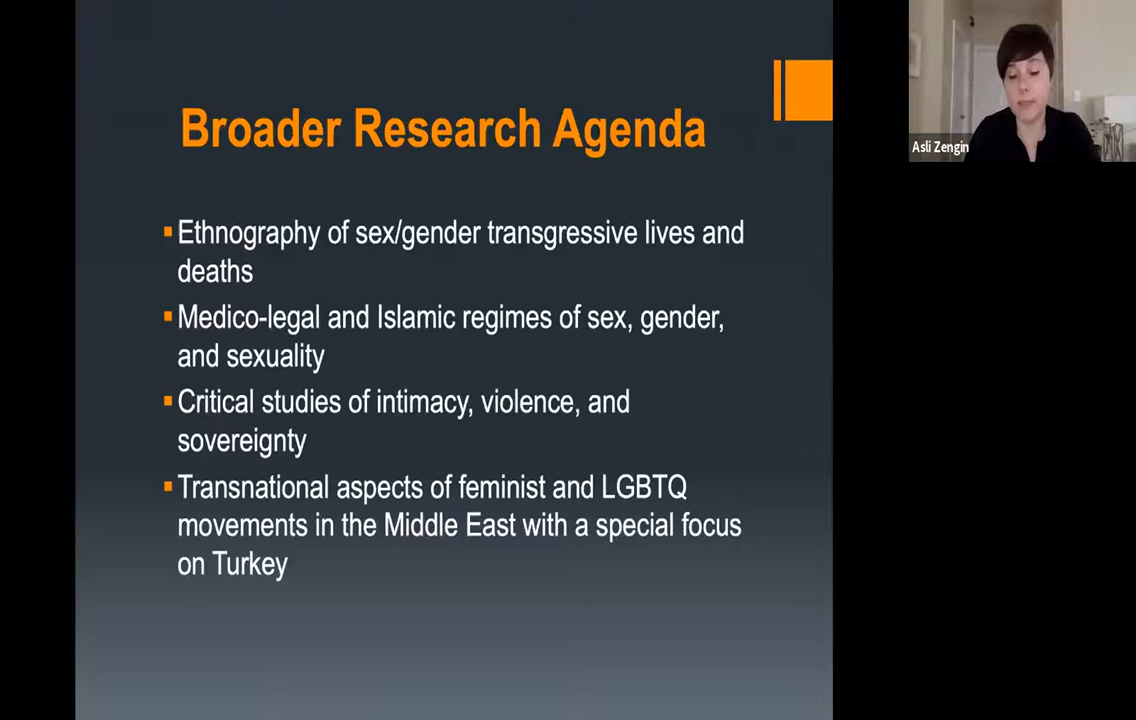 Broader Research Agenda
Ethnography of sex/gender transgressive lives and
deaths
Medico-legal and Islamic regimes of sex, gender,
and sexuality
Critical studies of intimacy, violence, and
sovereignty
Transnational aspects of feminist and LGBTQ
movements in the Middle East with a special focus
on Turkey
Asli Zengin